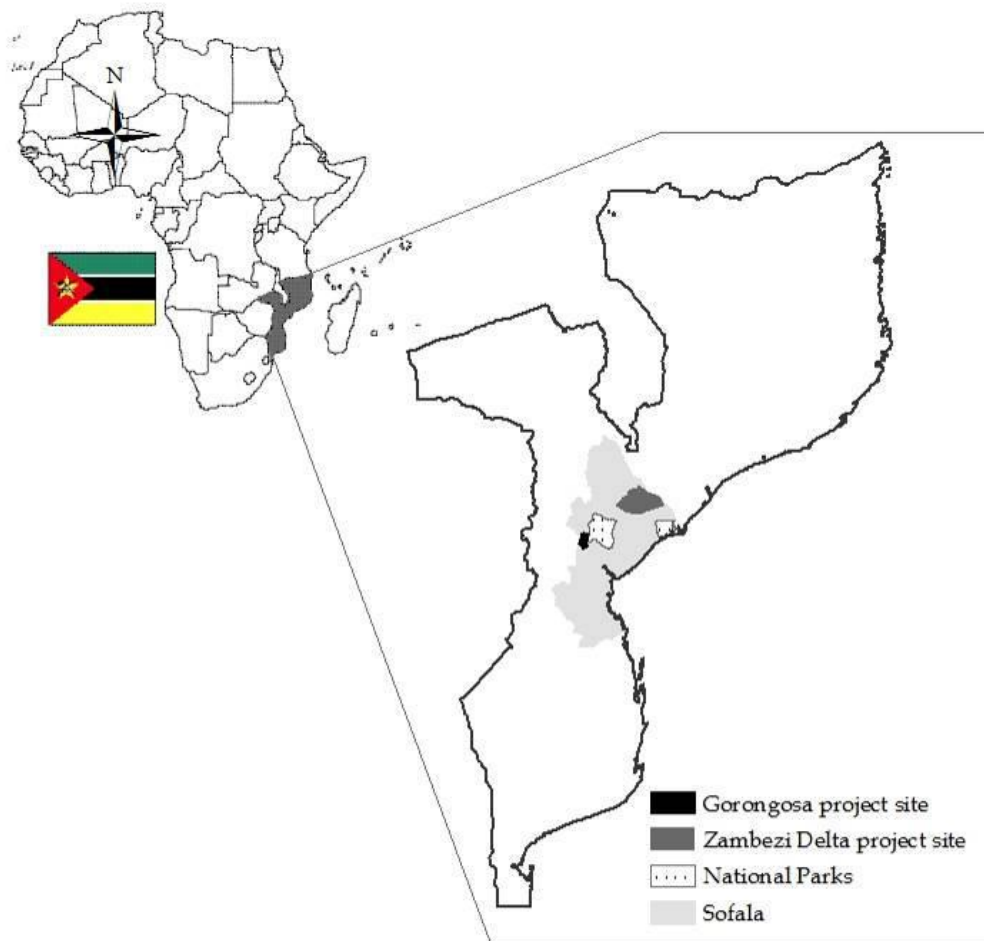 N
Gorongosa project site
Zambezi Delta project site
National Parks
Sofala